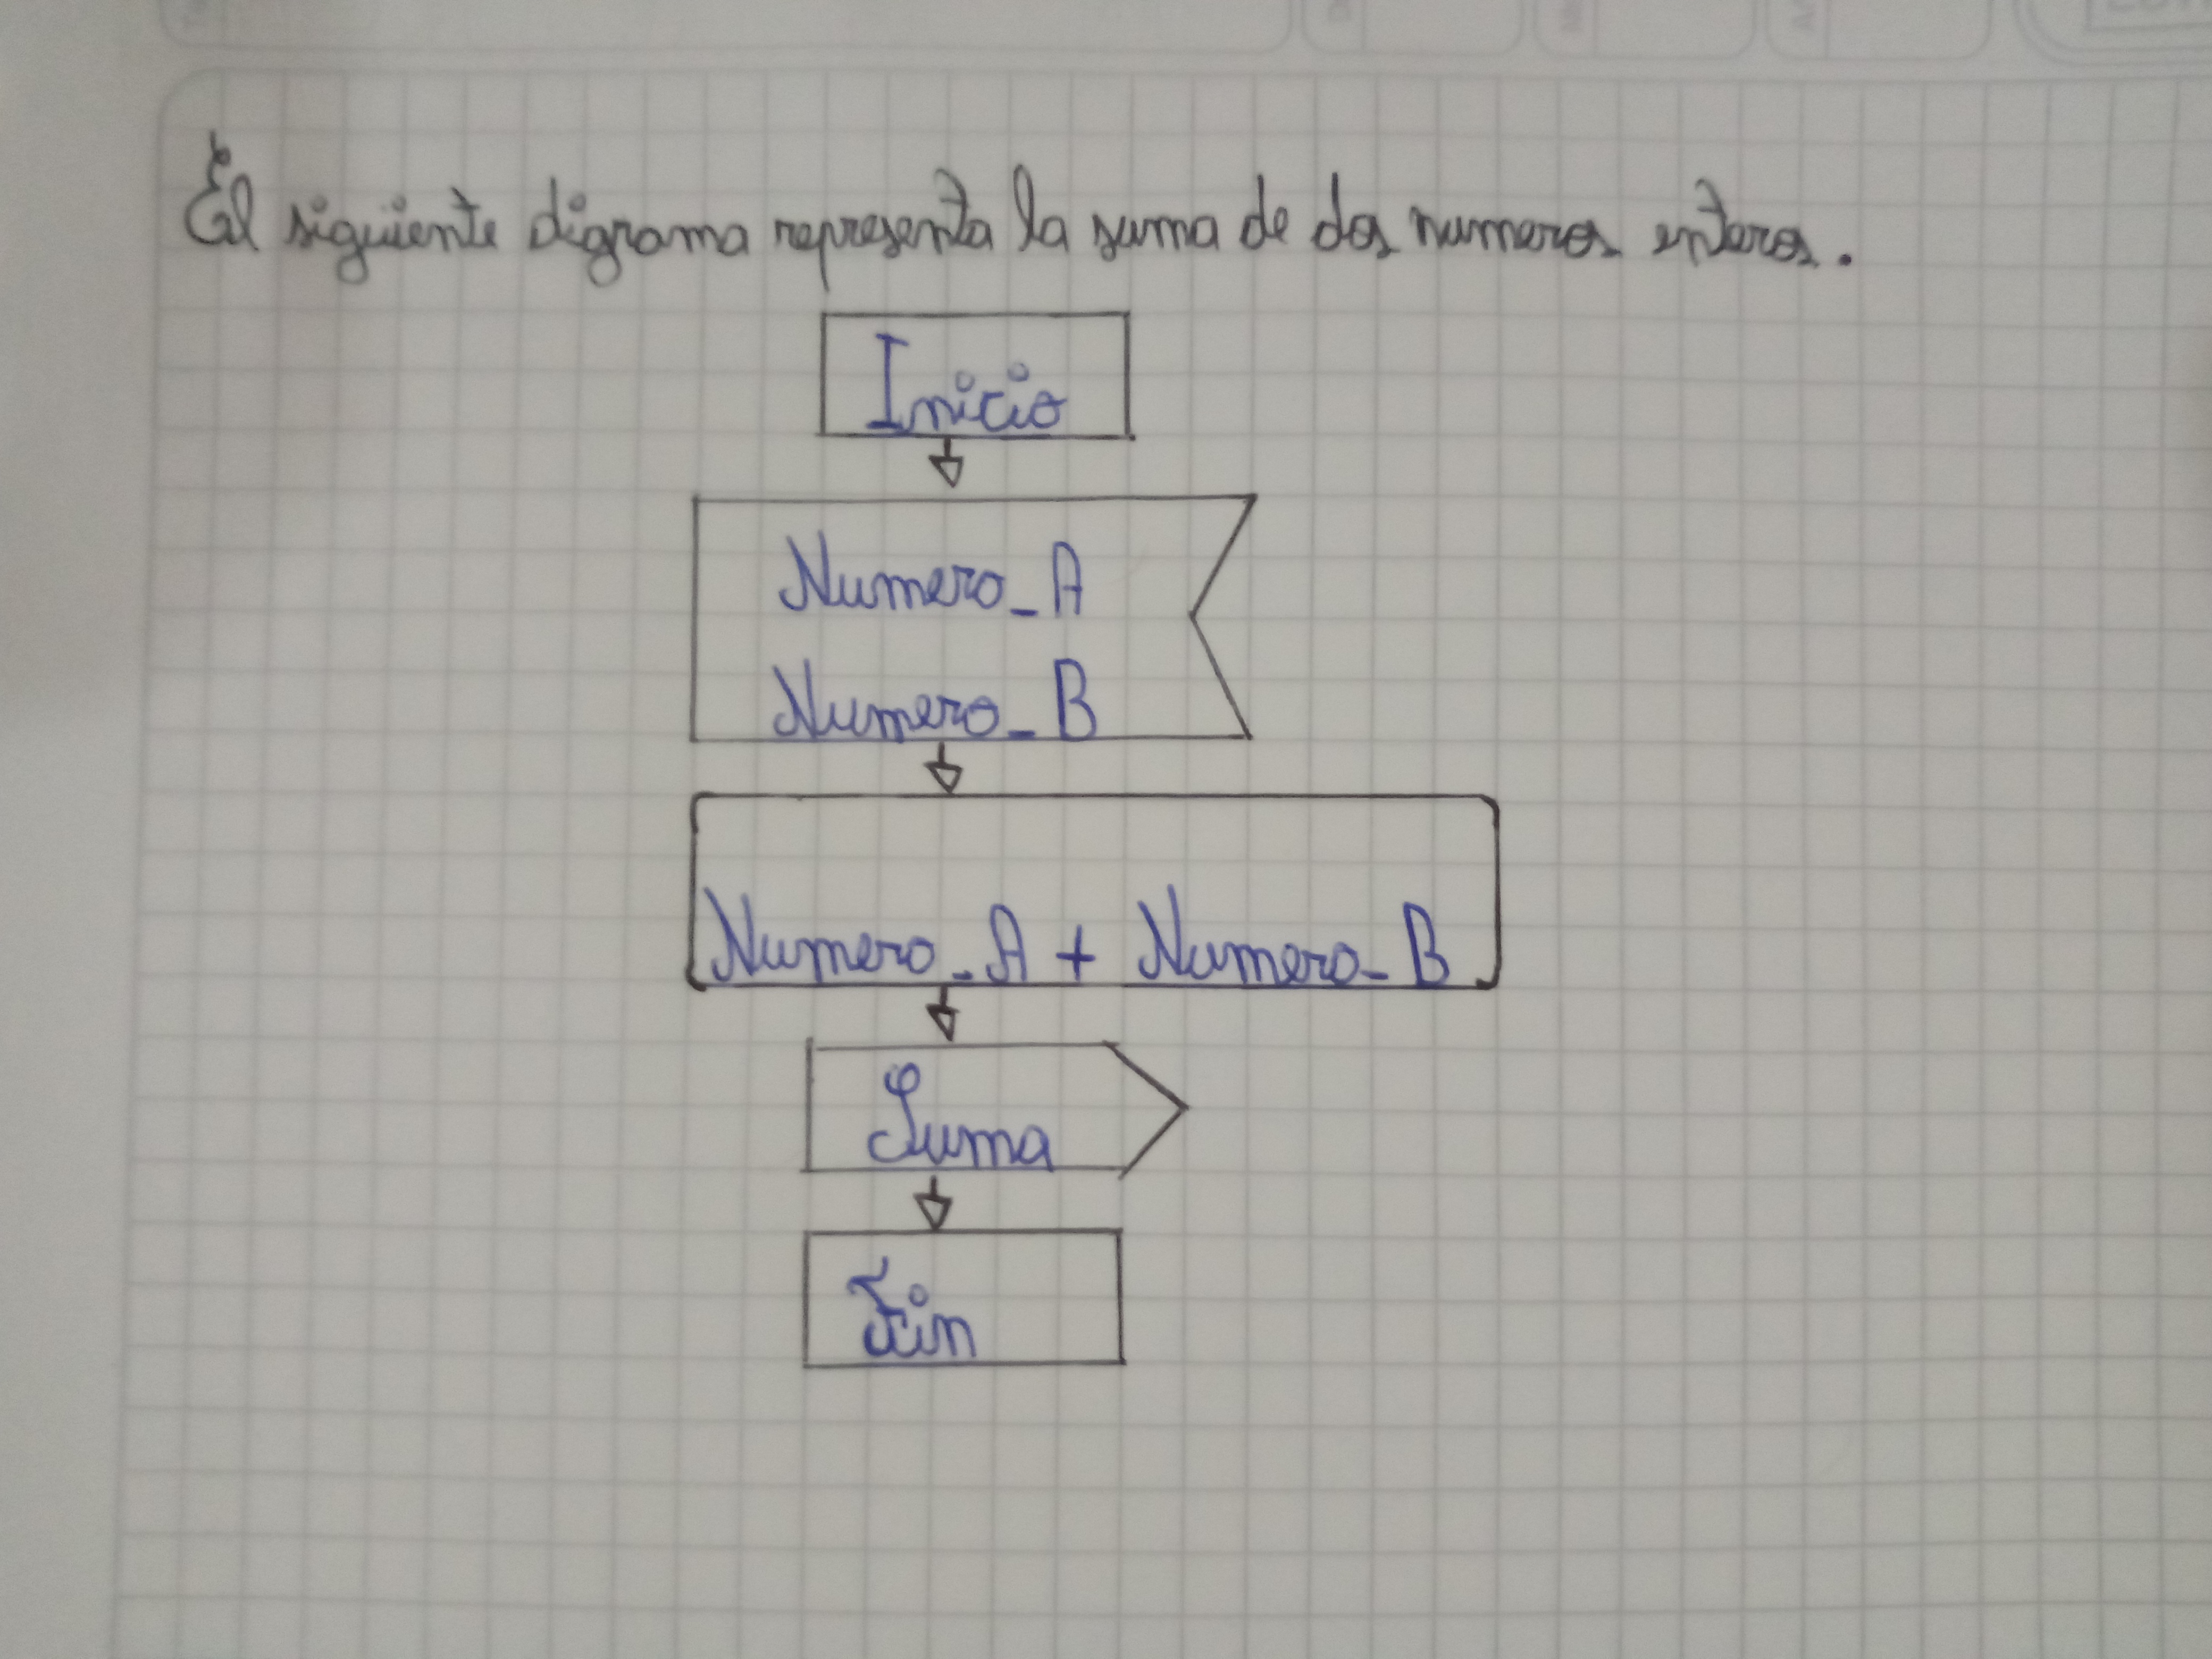 El siguiente digrama representa la suma de dos numeros enteros.
Inicio
Numero_A
Numero_B
Numero_A + Numero_B
Suma
Fin